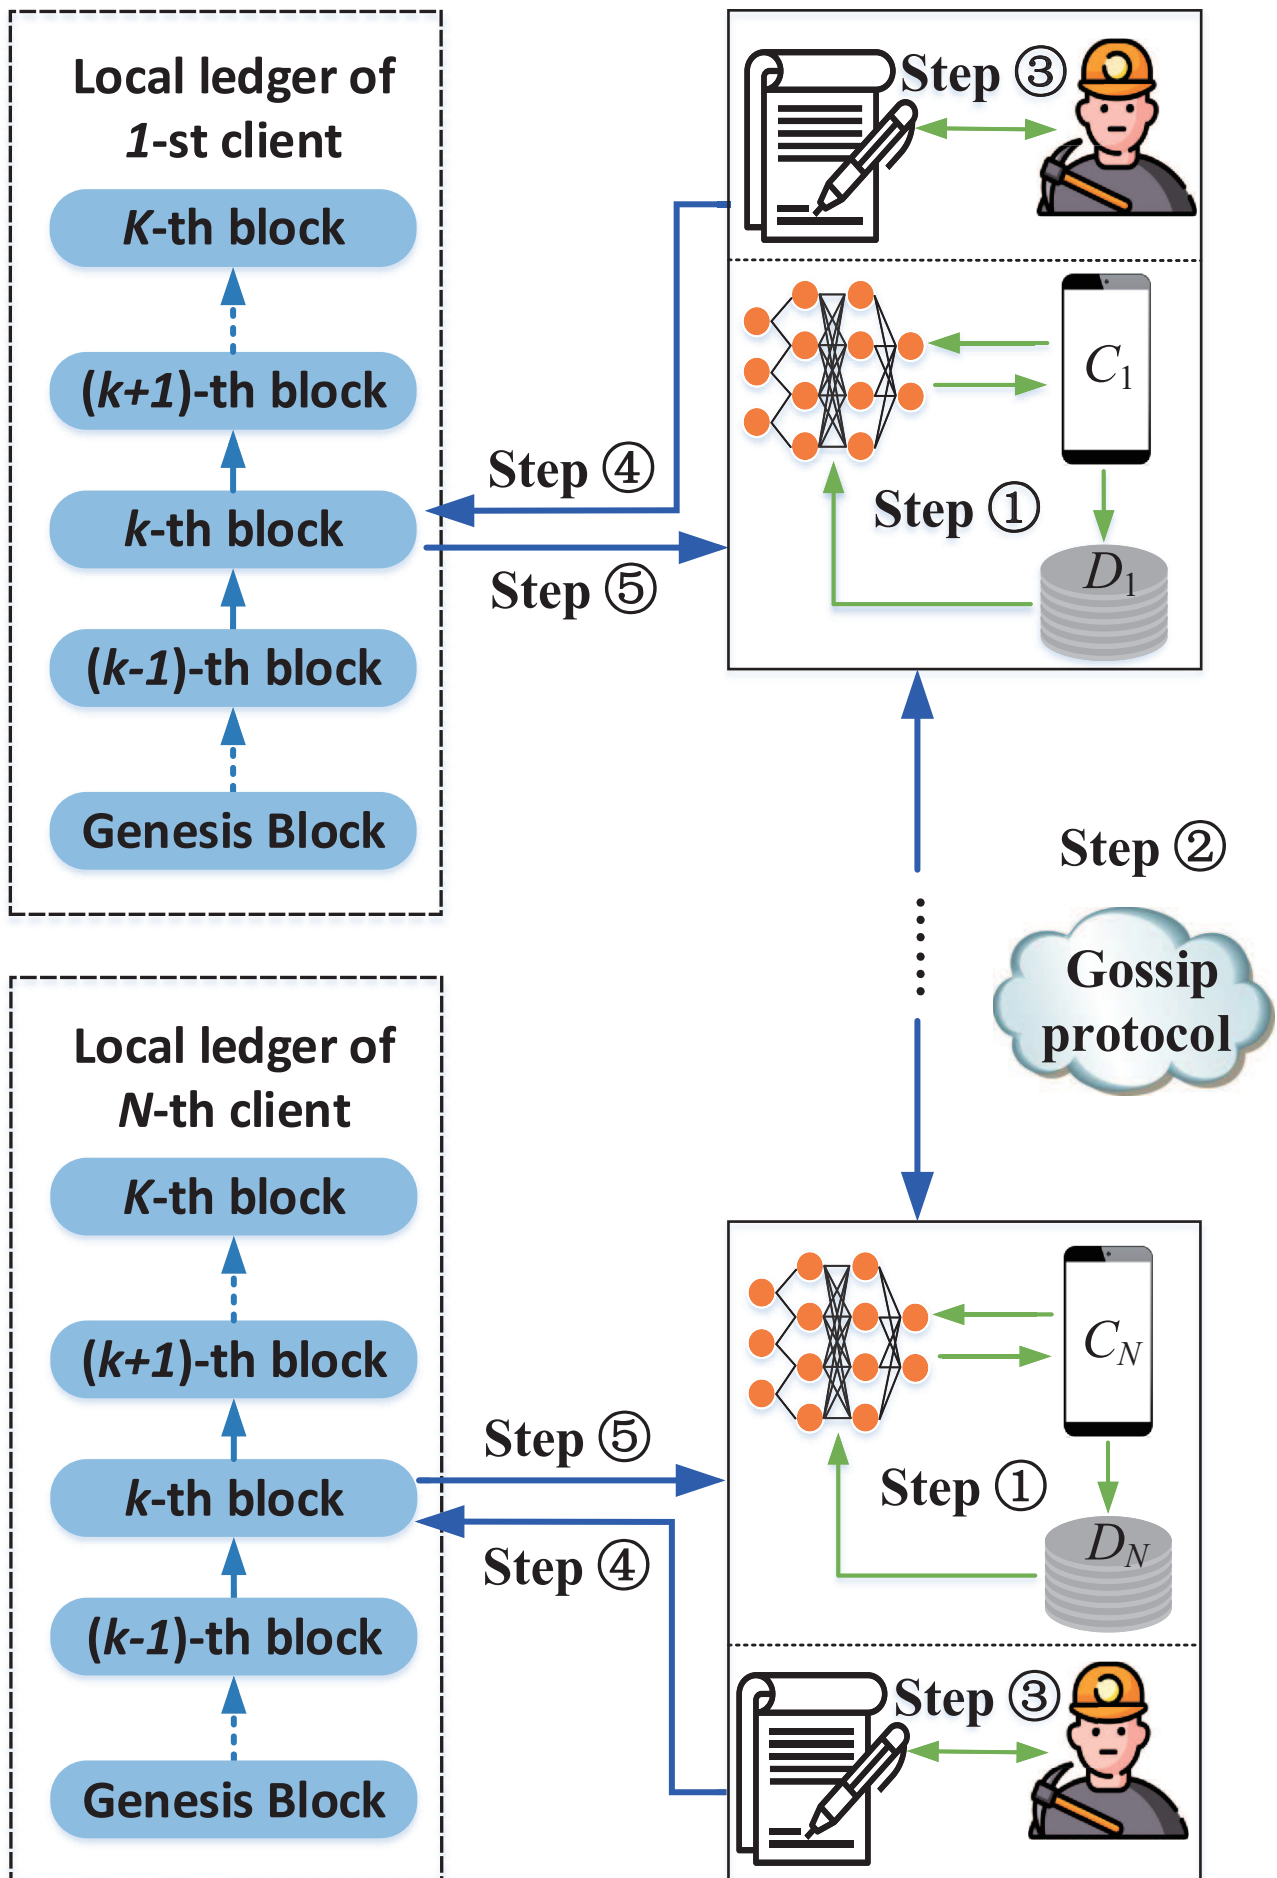 Local ledger of
1-st client
K-th block
(k+1)-th block
k-th block
(k-1)-th block
Genesis Block
Step ④
Step ⑤
Step ③
C1
Step ①
D1
Step ②
Gossip
protocol
Local ledger of
N-th client
K-th block
(k+1)-th block
k-th block
(k-1)-th block
Genesis Block
Step ⑤
Step ④
CN
Step ①
DN
Step ③